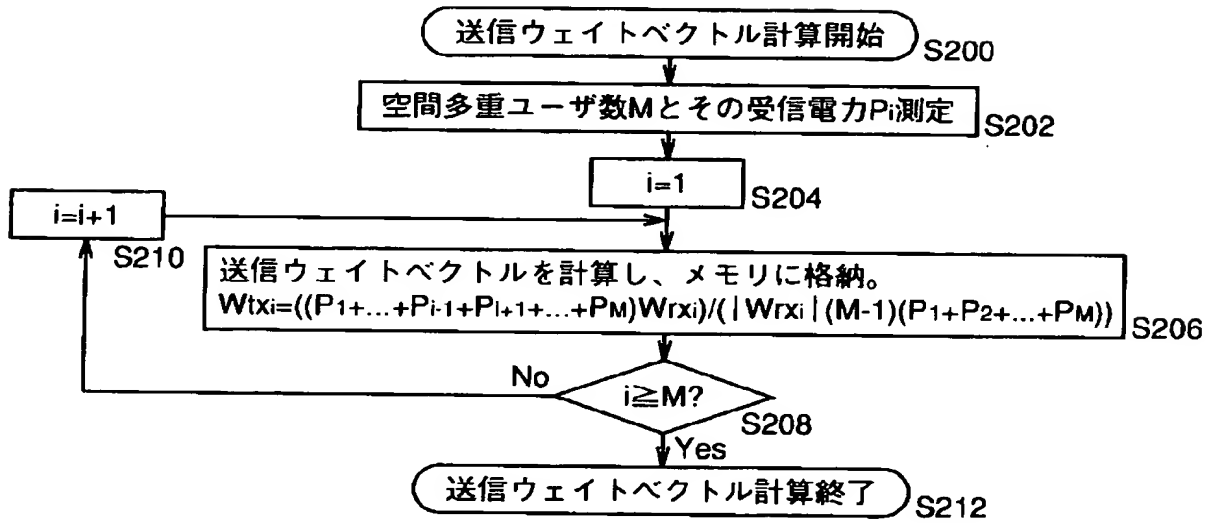 送信ウェイトベクトル計算開始
S200
空間多重ユーザ数Mとその受信電力Pi測定
S202
i=1
S204
i=i+1
S210
送信ウェイトベクトルを計算し、メモリに格納。
Wtxi=((P1+...+Pi-1+Pi+1+...+PM)Wrxi)/(|Wrxi|(M-1)(P1+P2+...+PM))
S206
No
i≧M?
S208
Yes
送信ウェイトベクトル計算終了
S212